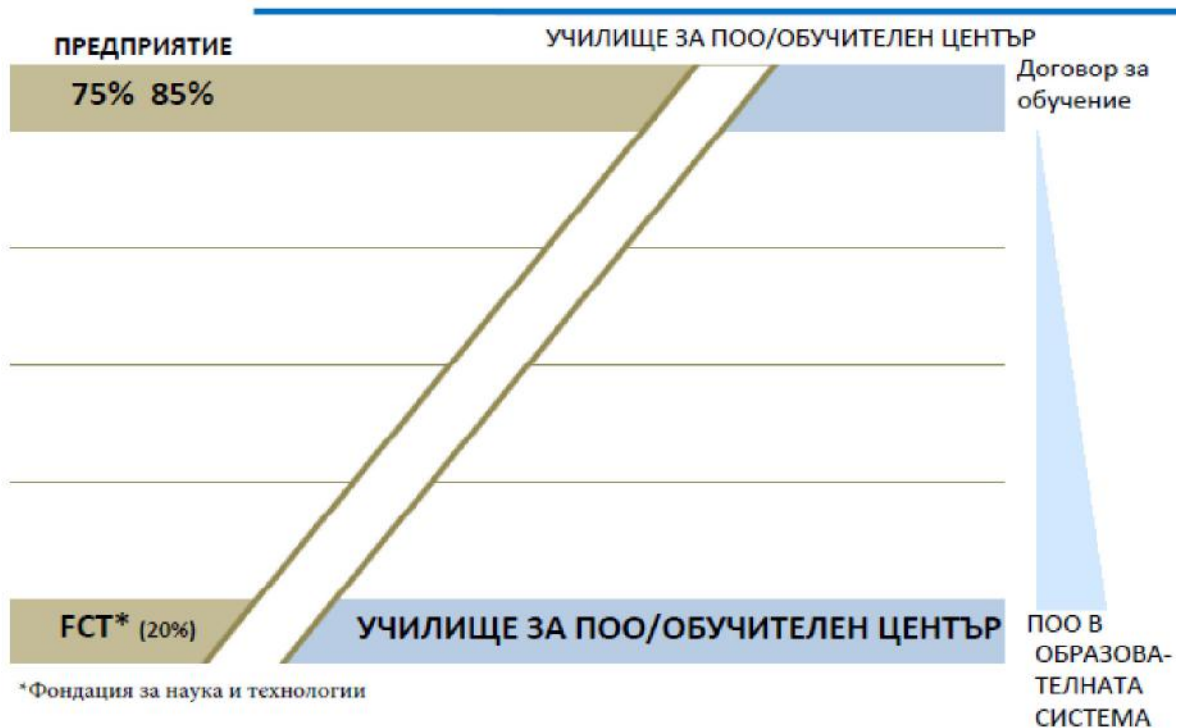 ПРЕДПРИЯТИЕ
УЧИЛИЩЕ ЗА ПОО/ОБУЧИТЕЛЕН ЦЕНТЪР
75% 85%
Договор за
обучение
FCT* (20%)
УЧИЛИЩЕ ЗА ПОО/ОБУЧИТЕЛЕН ЦЕНТЪР
ПОО В
ОБРАЗОВА-
ТЕЛНАТА
СИСТЕМА
*Фондация за наука и технологии